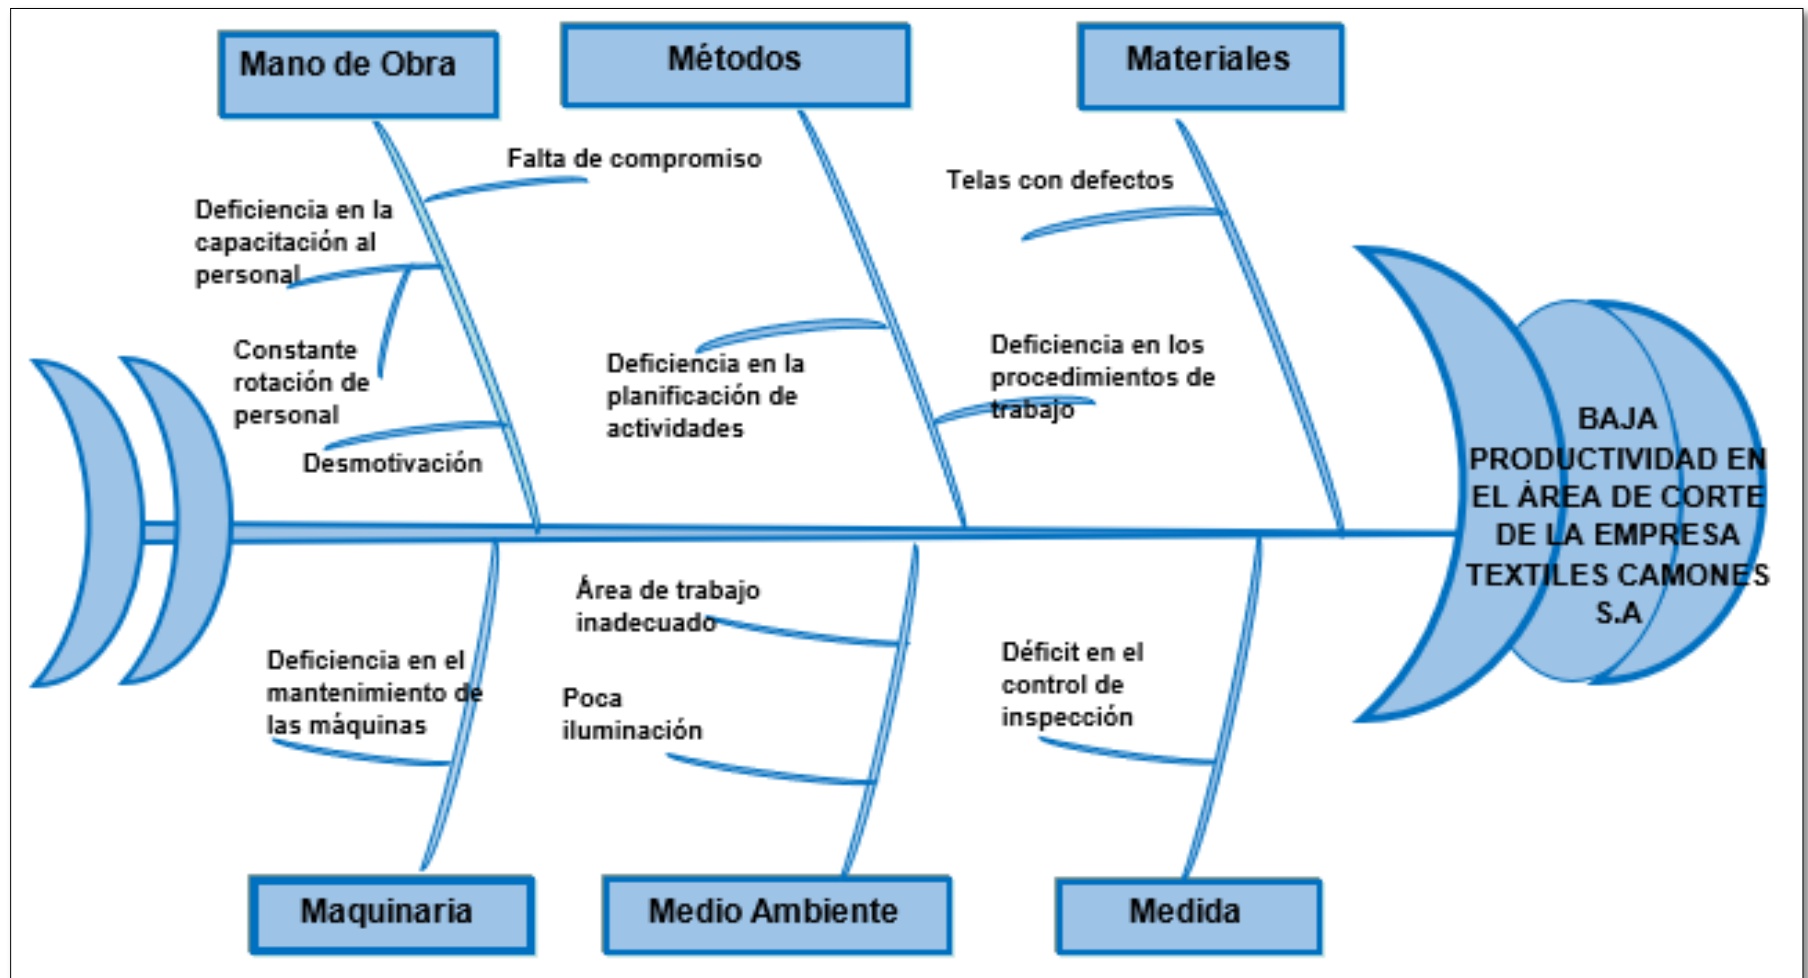 Mano de Obra
Métodos
Materiales
Falta de compromiso
Deficiencia en la
capacitación al
personal
Constante
rotación de
personal
Desmotivación
Deficiencia en la
planificación de
actividades
Telas con defectos
Deficiencia en los
procedimientos de
trabajo
BAJA
PRODUCTIVIDAD EN
EL ÁREA DE CORTE
DE LA EMPRESA
TEXTILES CAMONES
S.A
Deficiencia en el
mantenimiento de
las máquinas
Área de trabajo
inadecuado
Poca
iluminación
Déficit en el
control de
inspección
Maquinaria
Medio Ambiente
Medida